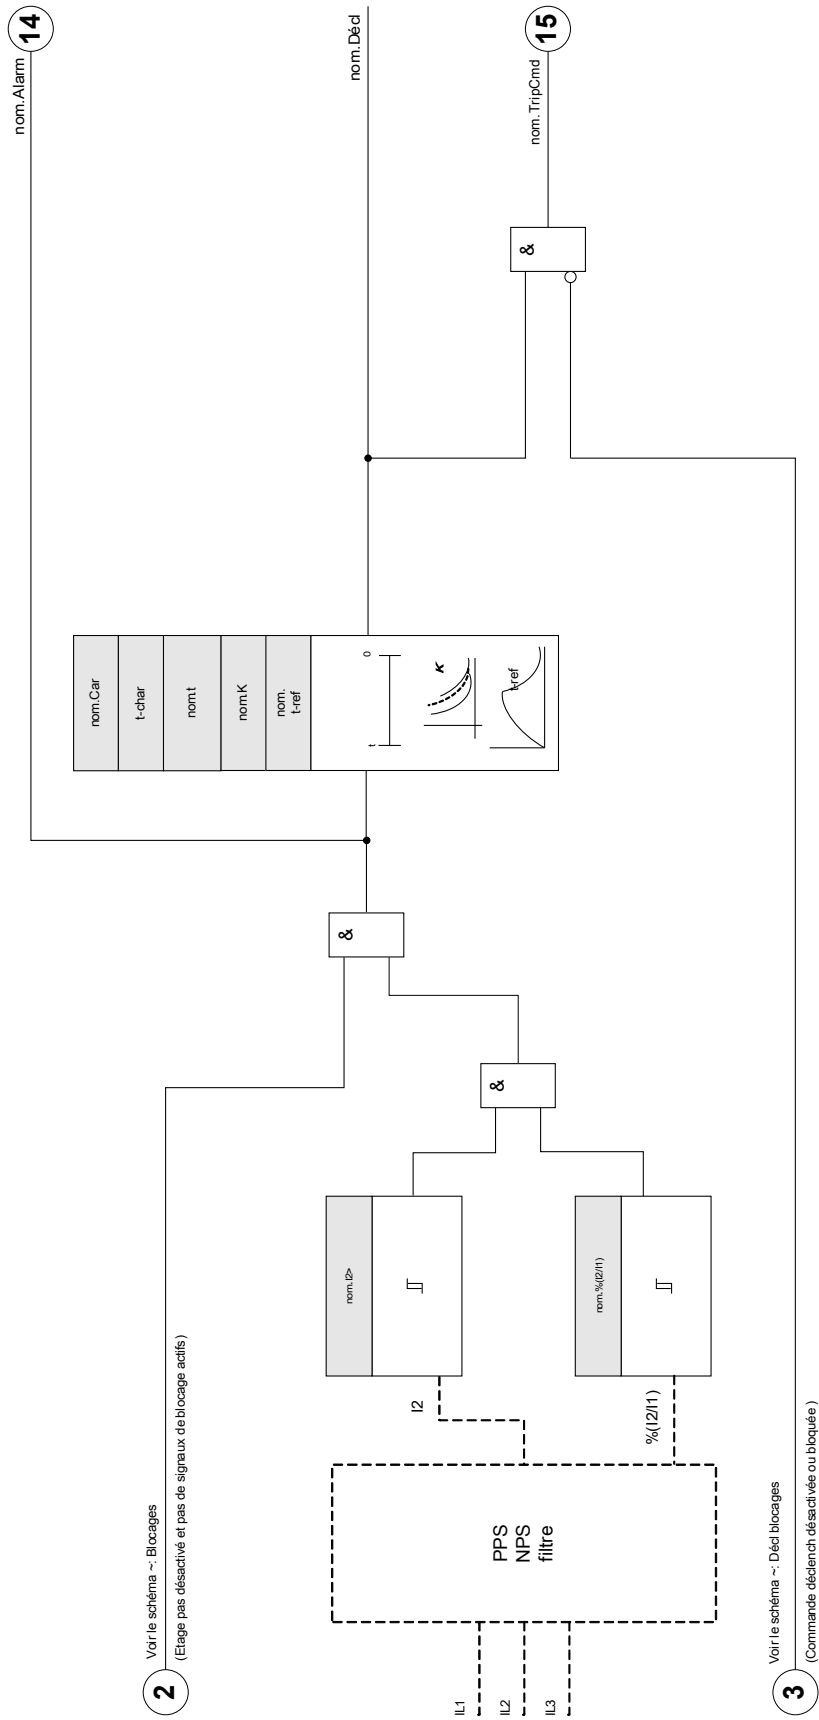 14
nom.Alarm
nom.Décl
15
nom.TripCmd
&
nom.Car
t-char
nom.t
nom.K
nom.
t-ref
t
0
K
t-ref
&
&
nom.I2>
nom.%(I2/I1)
I2
%(I2/I1)
PPS
NPS
filtre
IL1
IL2
IL3
2
Voir le schéma ~: Blocages
(Etage pas désactivé et pas de signaux de blocage actifs)
3
Voir le schéma ~: Décl blocages
(Commande déclench désactivée ou bloquée )